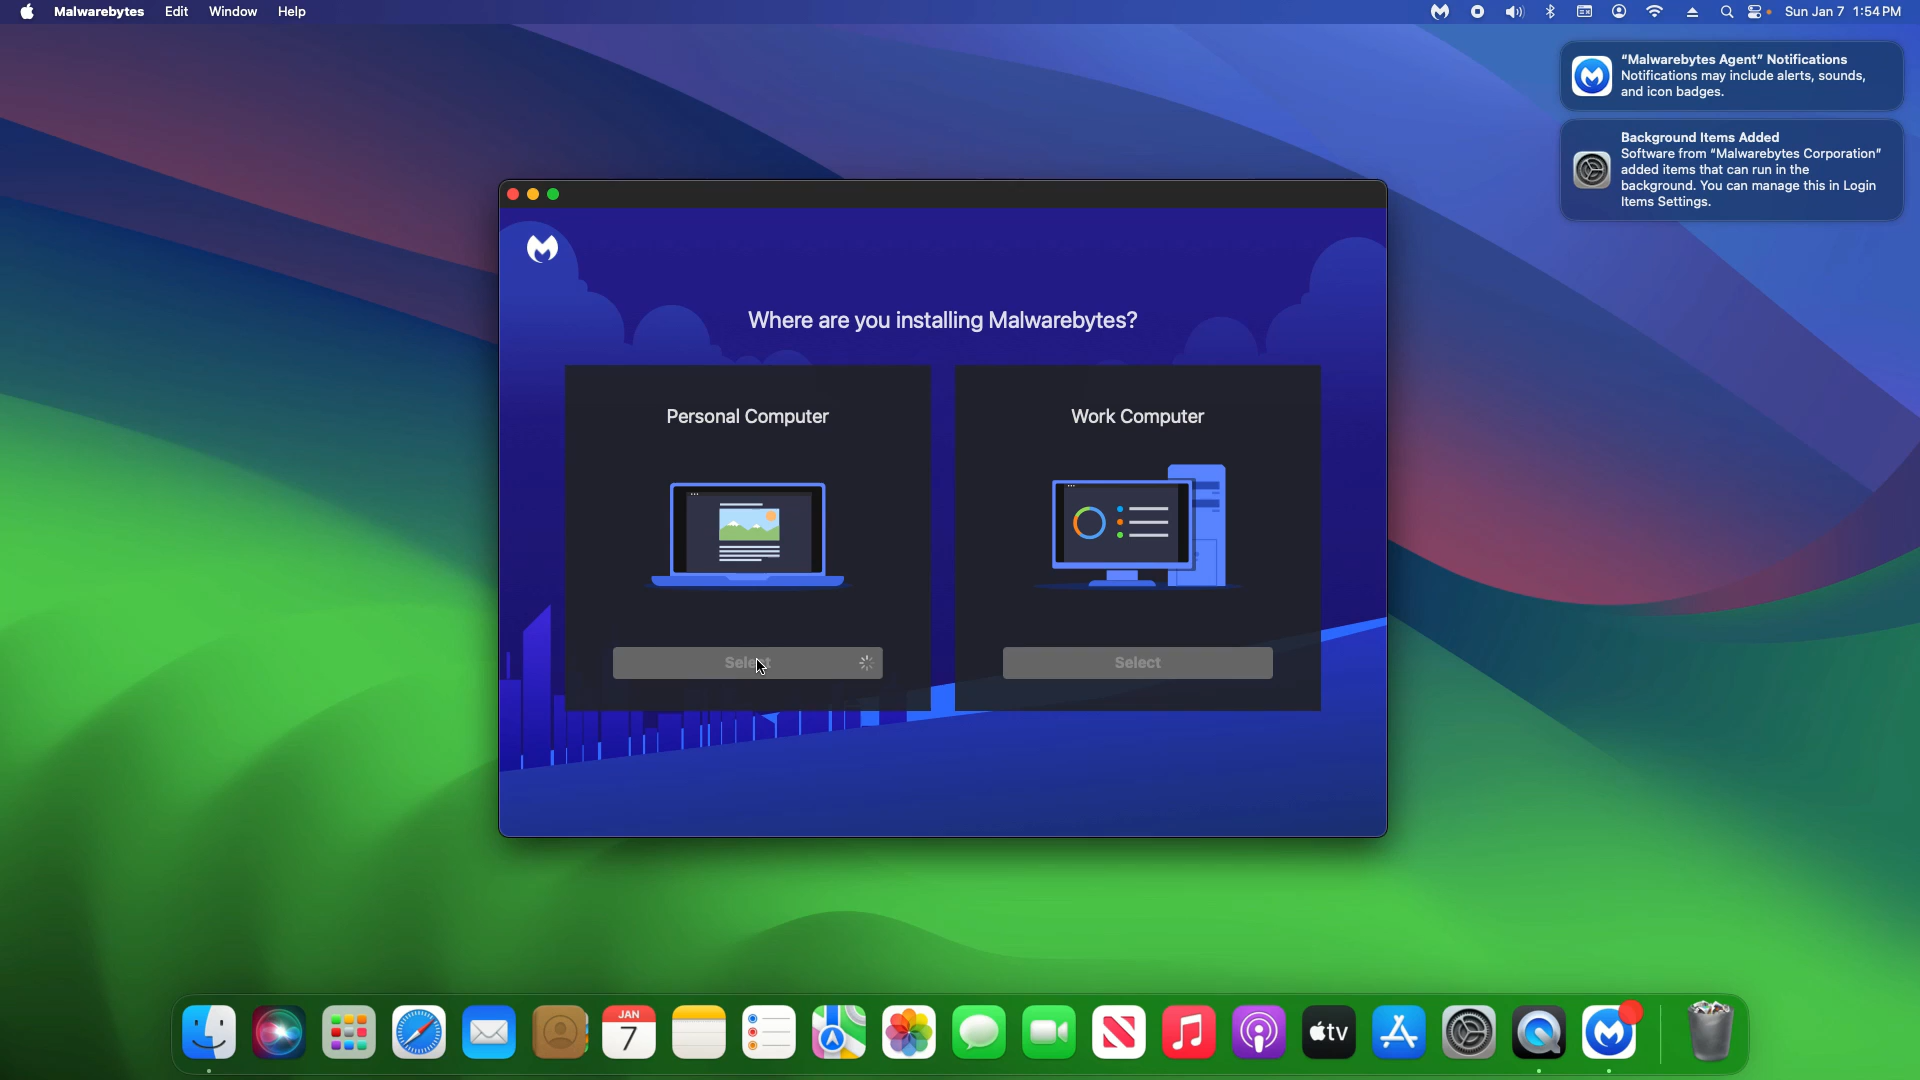 Malwarebytes Edit Window Help
Sun Jan 7 1:54 PM
“Malwarebytes Agent” Notifications
Notifications may include alerts, sounds,
and icon badges.
Background Items Added
Software from “Malwarebytes Corporation”
added items that can run in the
background. You can manage this in Login
Items Settings.
Where are you installing Malwarebytes?
Personal Computer
Work Computer
Select
Select
JAN
7
tv